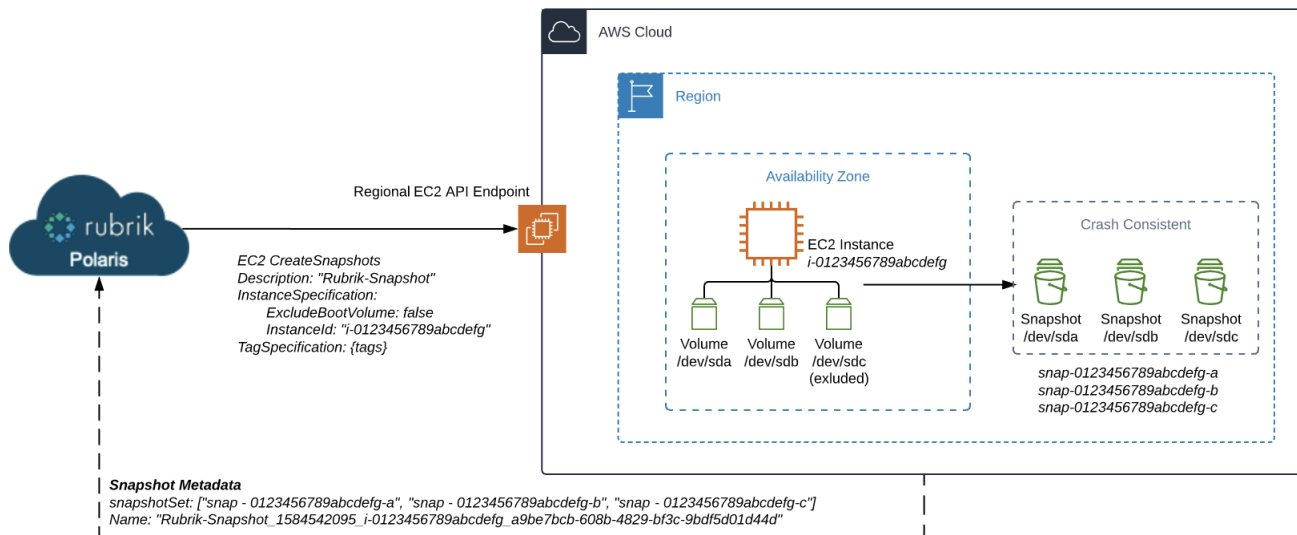 AWS Cloud
Region
Availability Zone
Regional EC2 API Endpoint
rubrik
Polaris
EC2 CreateSnapshots
Description: "Rubrik-Snapshot"
InstanceSpecification:
ExcludeBootVolume: false
InstanceId: "i-0123456789abcdefg"
TagSpecification: {tags}
EC2 Instance
i-0123456789abcdefg
Volume
/dev/sda
Volume
/dev/sdb
Volume
/dev/sdc
(exluded)
Crash Consistent
Snapshot
/dev/sda
Snapshot
/dev/sdb
Snapshot
/dev/sdc
snap-0123456789abcdefg-a
snap-0123456789abcdefg-b
snap-0123456789abcdefg-c
Snapshot Metadata
snapshotSet: ["snap - 0123456789abcdefg-a", "snap - 0123456789abcdefg-b", "snap - 0123456789abcdefg-c"]
Name: "Rubrik-Snapshot_1584542095_i-0123456789abcdefg_a9be7bcb-608b-4829-bf3c-9bdf5d01d44d"